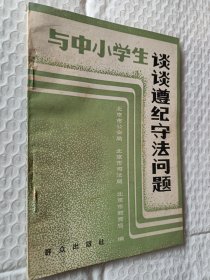 与中小学生
谈谈遵纪守法问题
北京市公安局
北京市司法局
北京市教育局
编
群众出版社